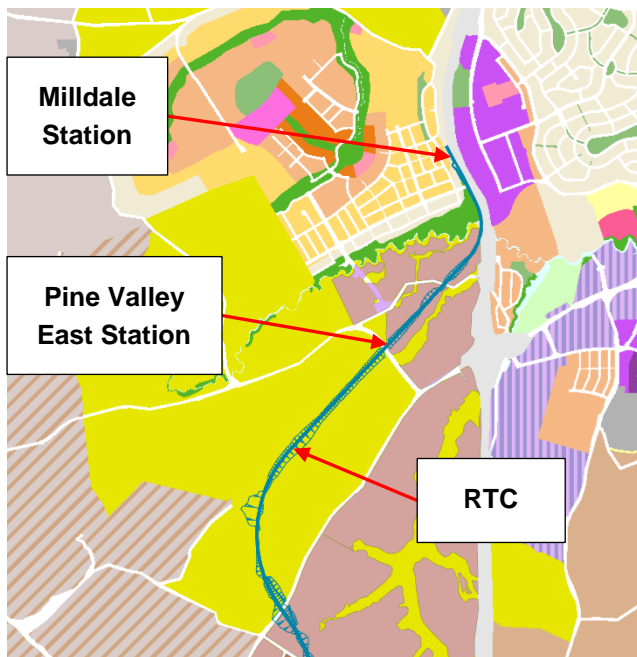 Milldale
Station
Pine Valley
East Station
RTC